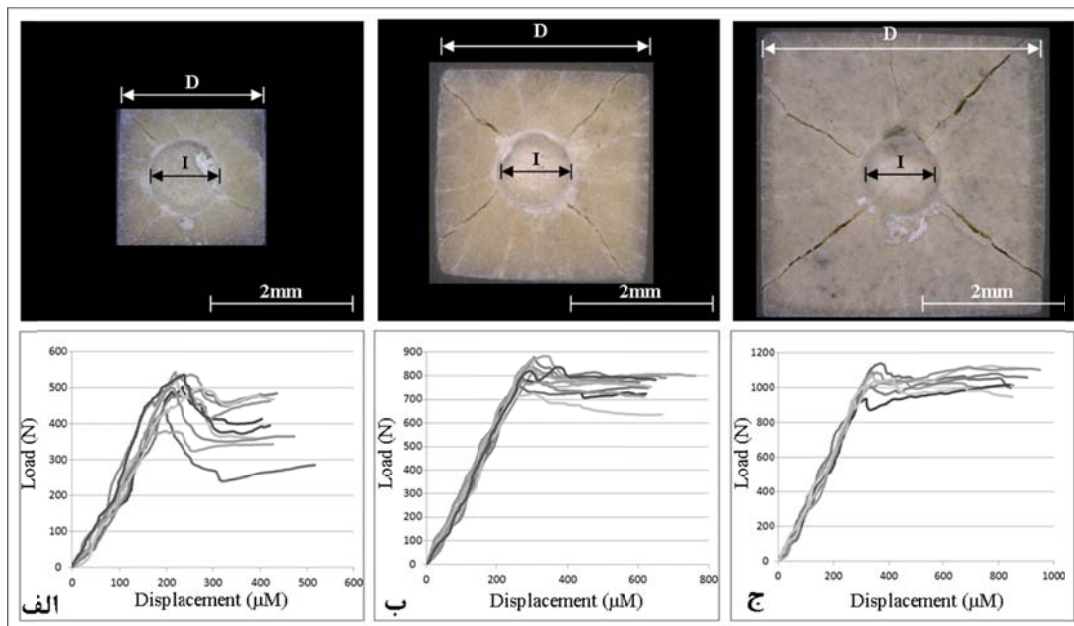 D
I
2mm
D
I
2mm
D
I
2mm
Load (N)
600
500
400
300
200
100
0
0 100 200 300 400 500 600
Displacement (µM)
الف
Load (N)
900
800
700
600
500
400
300
200
100
0
0 200 400 600 800
Displacement (µM)
ب
Load (N)
1200
1000
800
600
400
200
0
0 200 400 600 800 1000
Displacement (µM)
ج